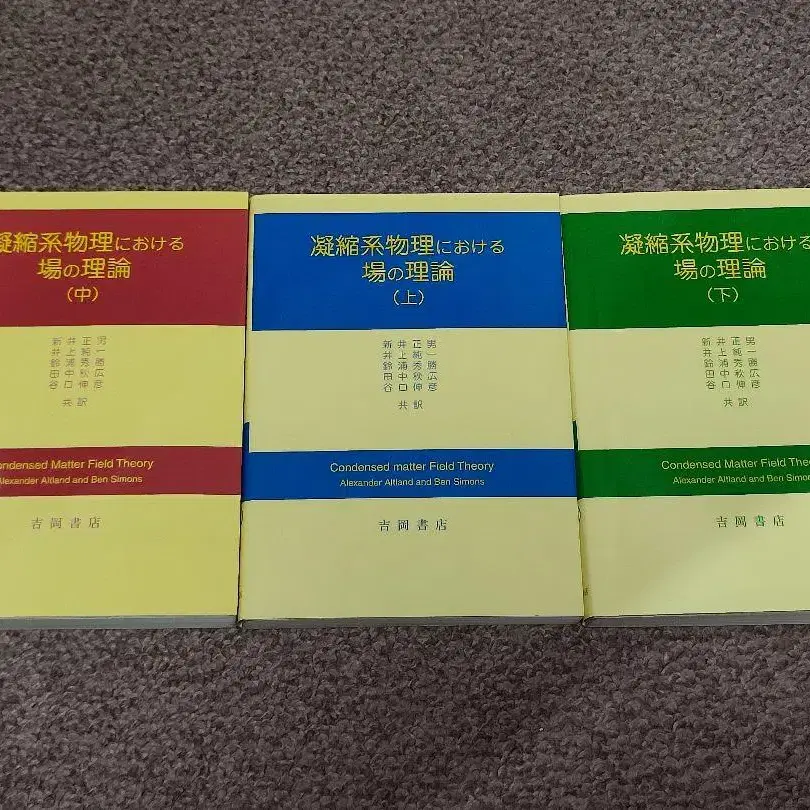 凝縮系物理における
場の理論
(中)
新井正男
井上純一
鈴浦秀勝
田中秋広
谷口伸彦
共訳
ondensed Matter Field Theory
Alexander Altland and Ben Simons
吉岡書店
凝縮系物理における
場の理論
(上)
新井正男
井上純一
鈴浦秀勝
田中秋広
谷口伸彦
共訳
Condensed matter Field Theory
Alexander Altland and Ben Simons
吉岡書店
凝縮系物理における
場の理論
(下)
新井正男
井上純一
鈴浦秀勝
田中秋広
谷口伸彦
共訳
Condensed Matter Field Theo
Alexander Altland and Ben Simons
吉岡書店